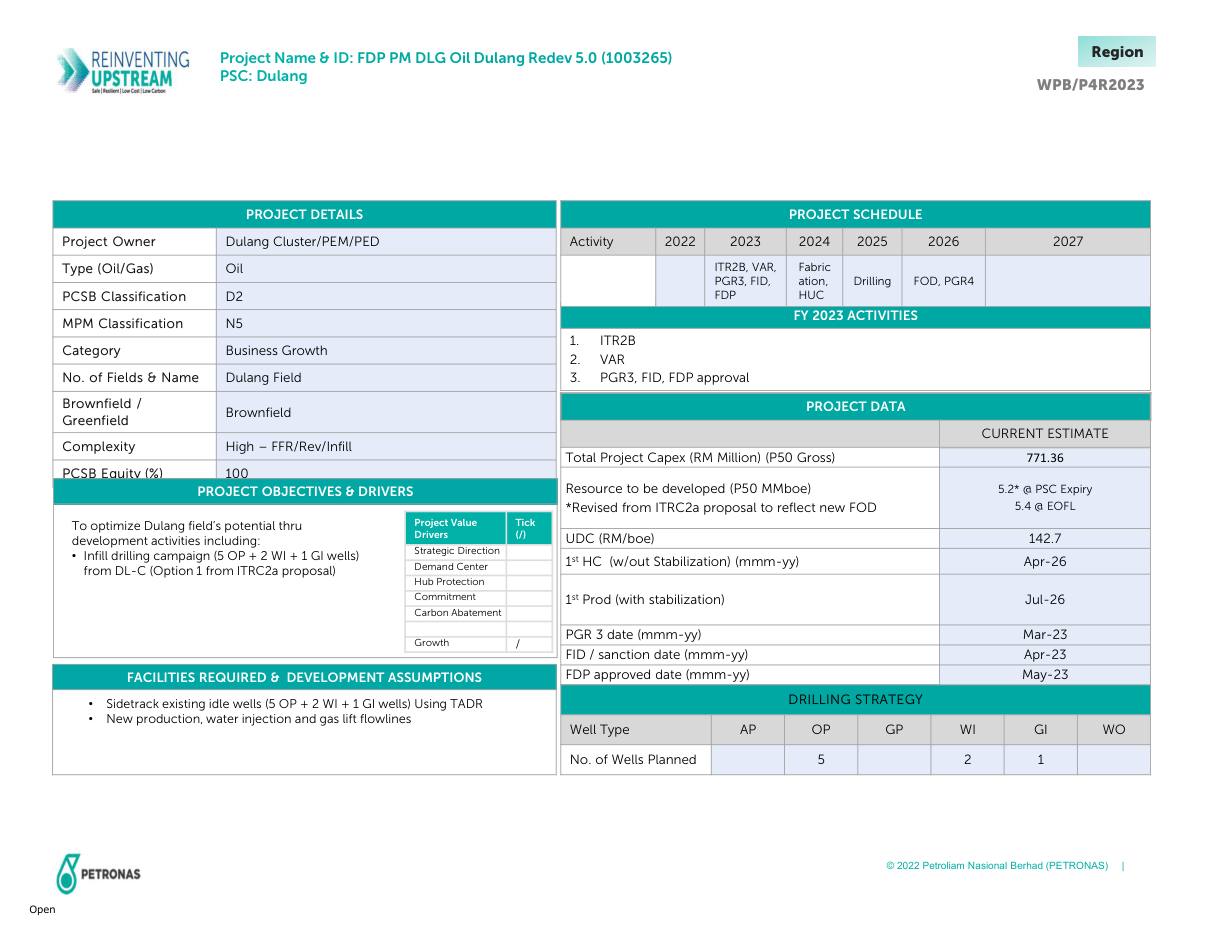 REINVENTING
UPSTREAM
Safe | Resilient | Low Cost | Low Carbon
Project Name & ID: FDP PM DLG Oil Dulang Redev 5.0 (1003265)
PSC: Dulang
Region
WPB/P4R2023
PROJECT DETAILS
Project Owner Dulang Cluster/PEM/PED
Type (Oil/Gas) Oil
PCSB Classification D2
MPM Classification N5
Category Business Growth
No. of Fields & Name Dulang Field
Brownfield /
Greenfield Brownfield
Complexity High – FFR/Rev/Infill
PCSB Equity (%) 100
PROJECT OBJECTIVES & DRIVERS
To optimize Dulang field’s potential thru
development activities including:
• Infill drilling campaign (5 OP + 2 WI + 1 GI wells)
from DL-C (Option 1 from ITRC2a proposal)
Project Value
Drivers
Tick
(/)
Strategic Direction
Demand Center
Hub Protection
Commitment
Carbon Abatement
Growth /
FACILITIES REQUIRED & DEVELOPMENT ASSUMPTIONS
• Sidetrack existing idle wells (5 OP + 2 WI + 1 GI wells) Using TADR
• New production, water injection and gas lift flowlines
PROJECT SCHEDULE
Activity 2022 2023 2024 2025 2026 2027
ITR2B, VAR,
PGR3, FID,
FDP
Fabric
ation,
HUC
Drilling
FOD, PGR4
FY 2023 ACTIVITIES
1. ITR2B
2. VAR
3. PGR3, FID, FDP approval
PROJECT DATA
CURRENT ESTIMATE
Total Project Capex (RM Million) (P50 Gross) 771.36
Resource to be developed (P50 MMboe)
*Revised from ITRC2a proposal to reflect new FOD
5.2* @ PSC Expiry
5.4 @ EOFL
UDC (RM/boe) 142.7
1st HC (w/out Stabilization) (mmm-yy) Apr-26
1st Prod (with stabilization) Jul-26
PGR 3 date (mmm-yy) Mar-23
FID / sanction date (mmm-yy) Apr-23
FDP approved date (mmm-yy) May-23
DRILLING STRATEGY
Well Type AP OP GP WI GI WO
No. of Wells Planned 5 2 1
PETRONAS
© 2022 Petroliam Nasional Berhad (PETRONAS) |
Open